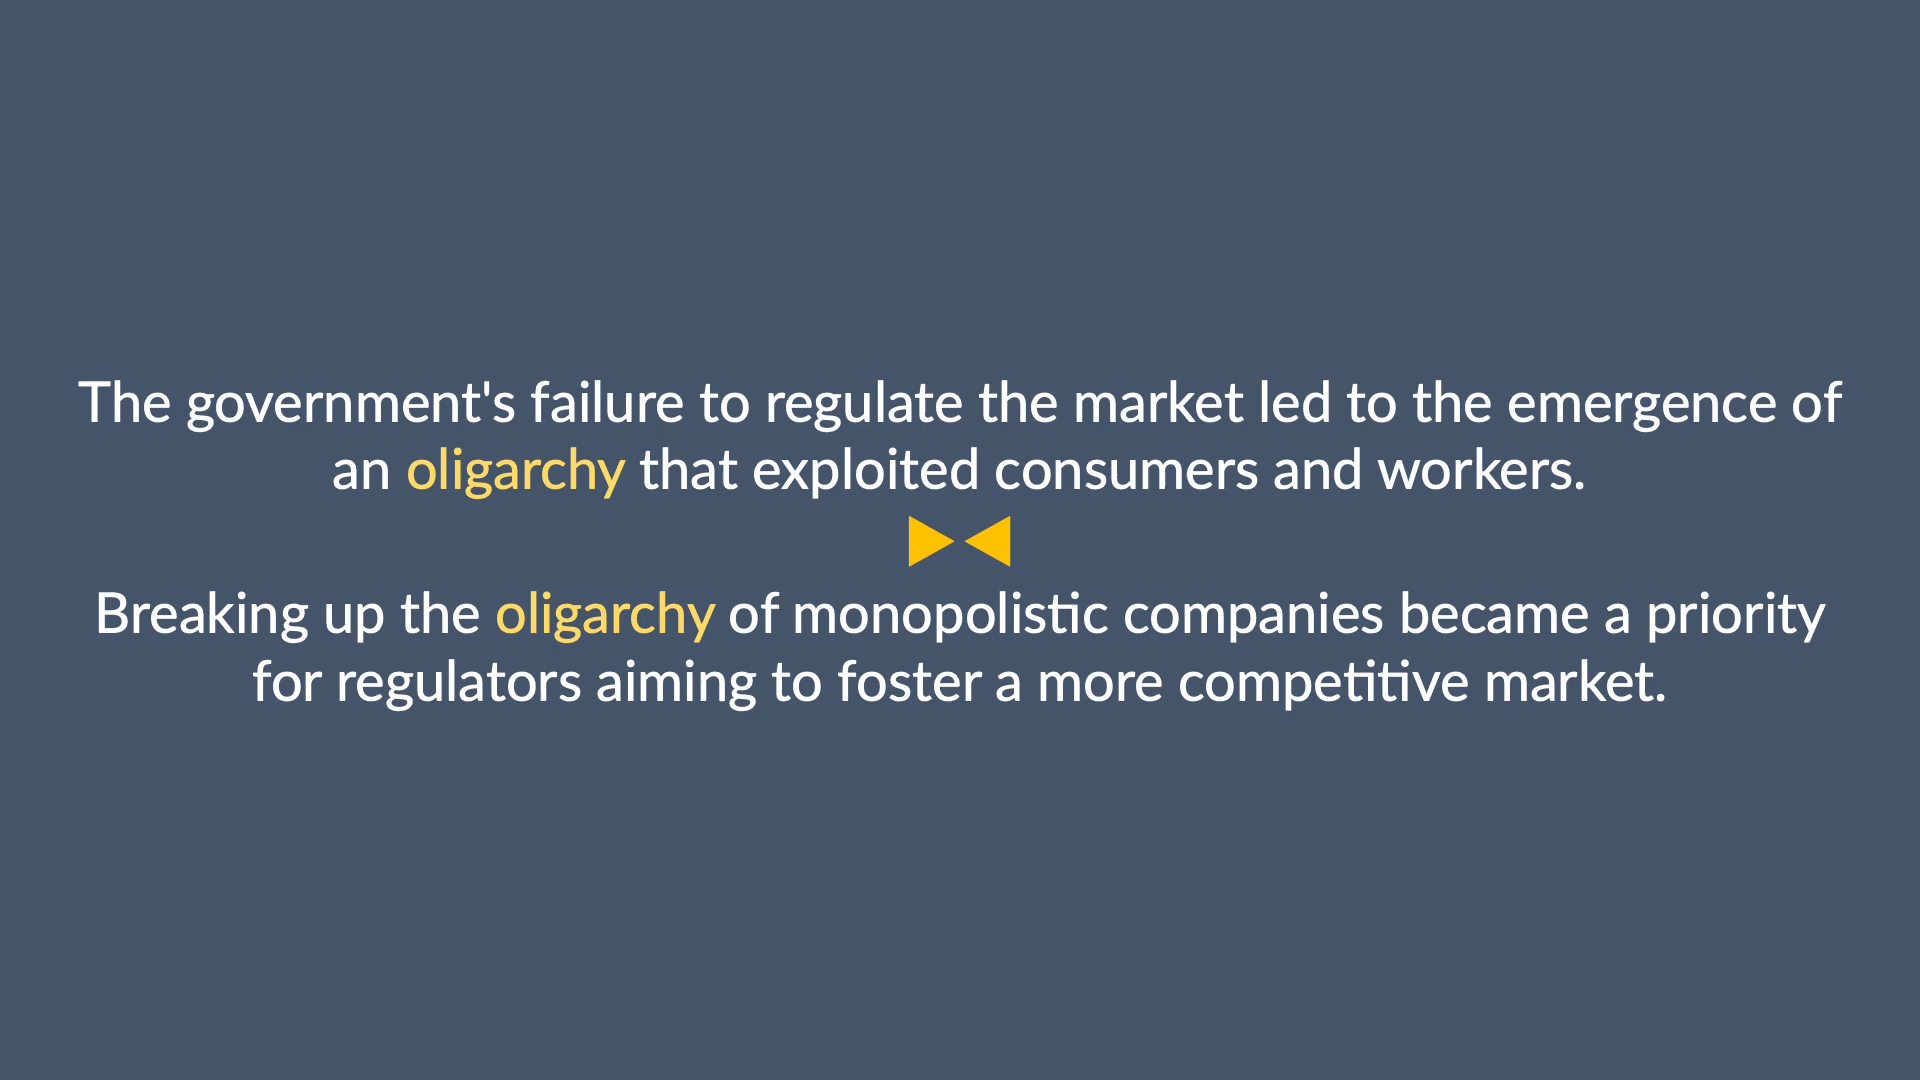 The government's failure to regulate the market led to the emergence of
an oligarchy that exploited consumers and workers.
Breaking up the oligarchy of monopolistic companies became a priority
for regulators aiming to foster a more competitive market.